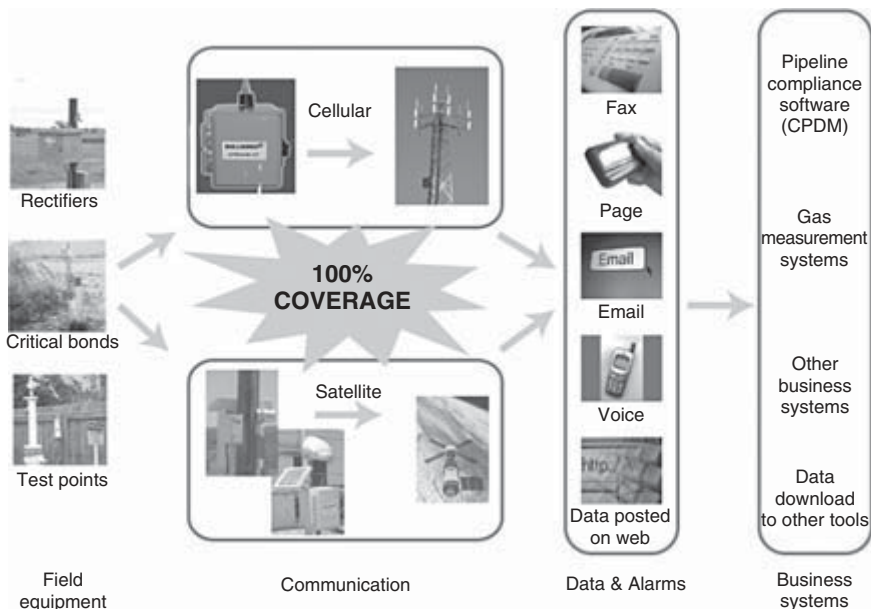 Rectifiers
Critical bonds
Test points
Field
equipment
Cellular
100%
COVERAGE
Satellite
Communication
Fax
Page
Email
Email
Voice
http:/
Data posted
on web
Data & Alarms
Pipeline
compliance
software
(CPDM)
Gas
measurement
systems
Other
business
systems
Data
download
to other tools
Business
systems